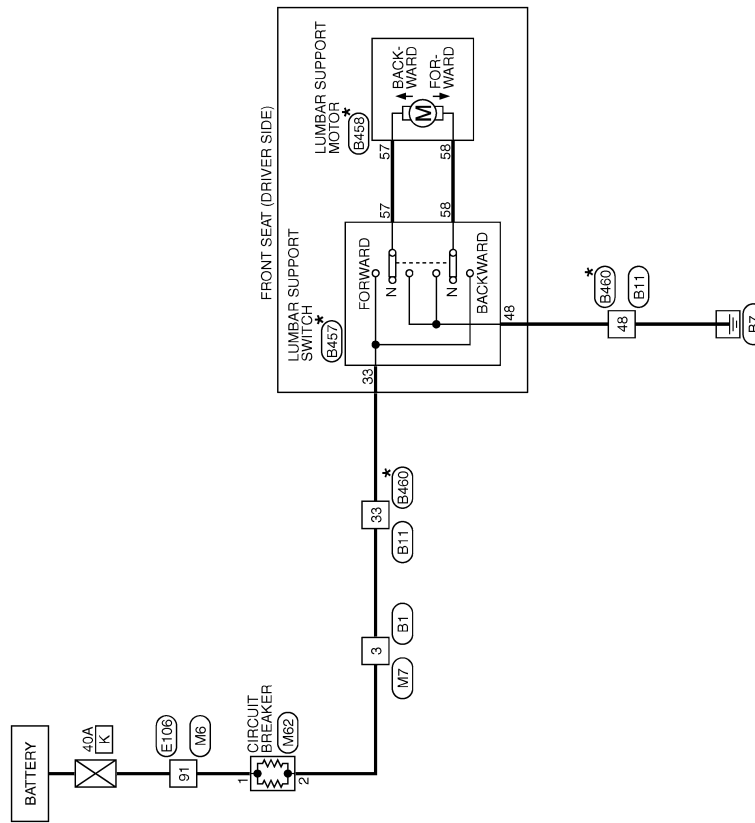 BATTERY
40A
K
E106
91
M6
1
CIRCUIT
BREAKER
M62
2
3
M7
B1
33
B11
B460
*
FRONT SEAT (DRIVER SIDE)
33
LUMBAR SUPPORT
SWITCH
*
B457
FORWARD
N
N
BACKWARD
48
57
58
57
58
LUMBAR SUPPORT
MOTOR
*
B458
M
BACK-
WARD
FOR-
WARD
*
B460
48
B11